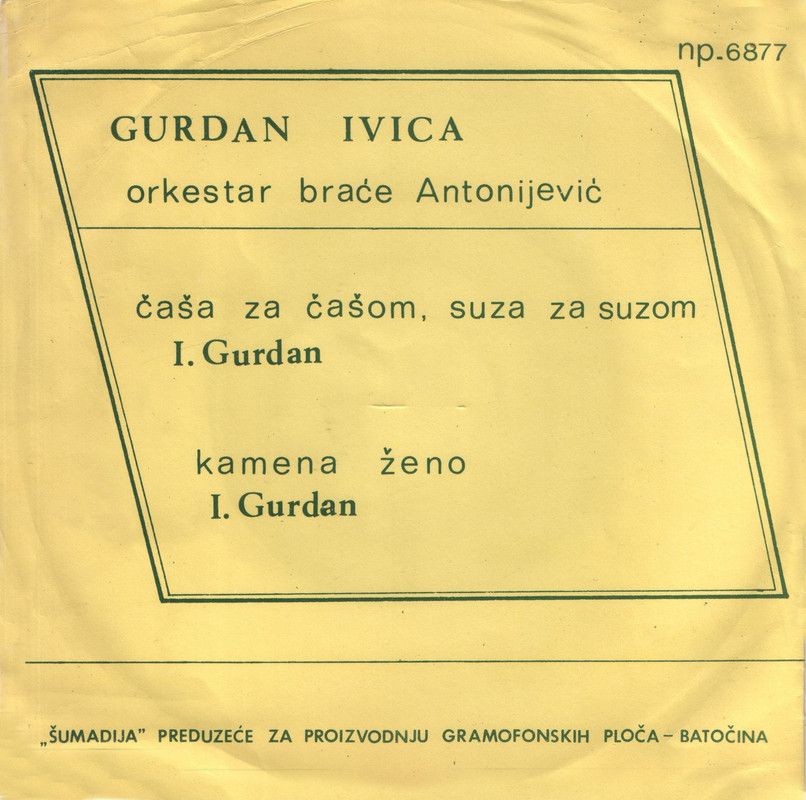 np.6877
GURDAN IVICA
orkestar braće Antonijević
čaša za čašom, suza za suzom
I. Gurdan
kamena ženo
I. Gurdan
„ŠUMADIJA” PREDUZEĆE ZA PROIZVODNJU GRAMOFONSKIH PLOČA – BATOČINA